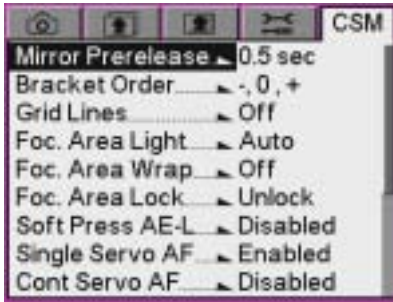 CSM
Mirror Prerelease 0.5 sec
Bracket Order -, 0, +
Grid Lines Off
Foc. Area Light Auto
Foc. Area Wrap Off
Foc. Area Lock Unlock
Soft Press AE-L Disabled
Single Servo AF Enabled
Cont Servo AF Disabled